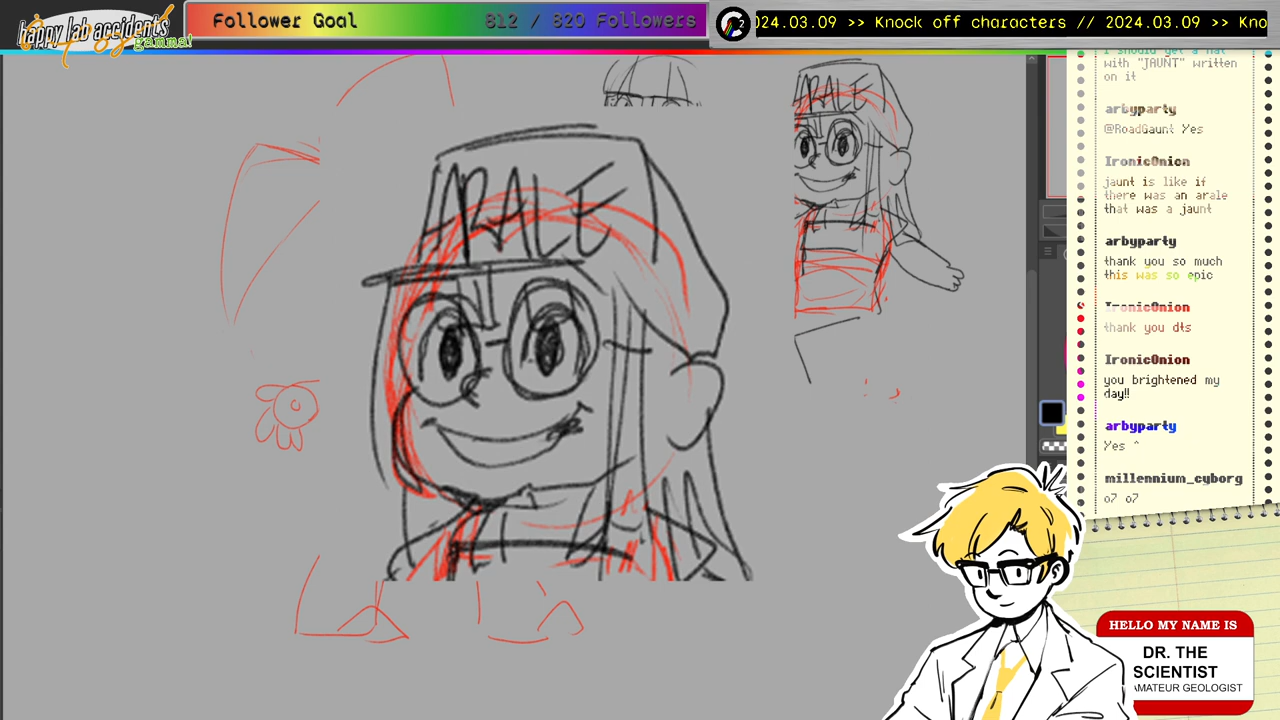 happy lab accidents
gamma!
Follower Goal
812 / 820 Followers
024.03.09 >> Knock off characters // 2024.03.09 >> Kno
I should get a hat
with "JAUNT" written
on it
arbyparty
@RoadGaunt Yes
IronicOnion
jaunt is like if
there was an arale
that was a jaunt
arbyparty
thank you so much
this was so epic
IronicOnion
thank you dts
IronicOnion
you brightened my
day!!
arbyparty
Yes ^
millennium_cyborg
o7 o7
ARALE
ARALE
HELLO MY NAME IS
DR. THE
SCIENTIST
AMATEUR GEOLOGIST